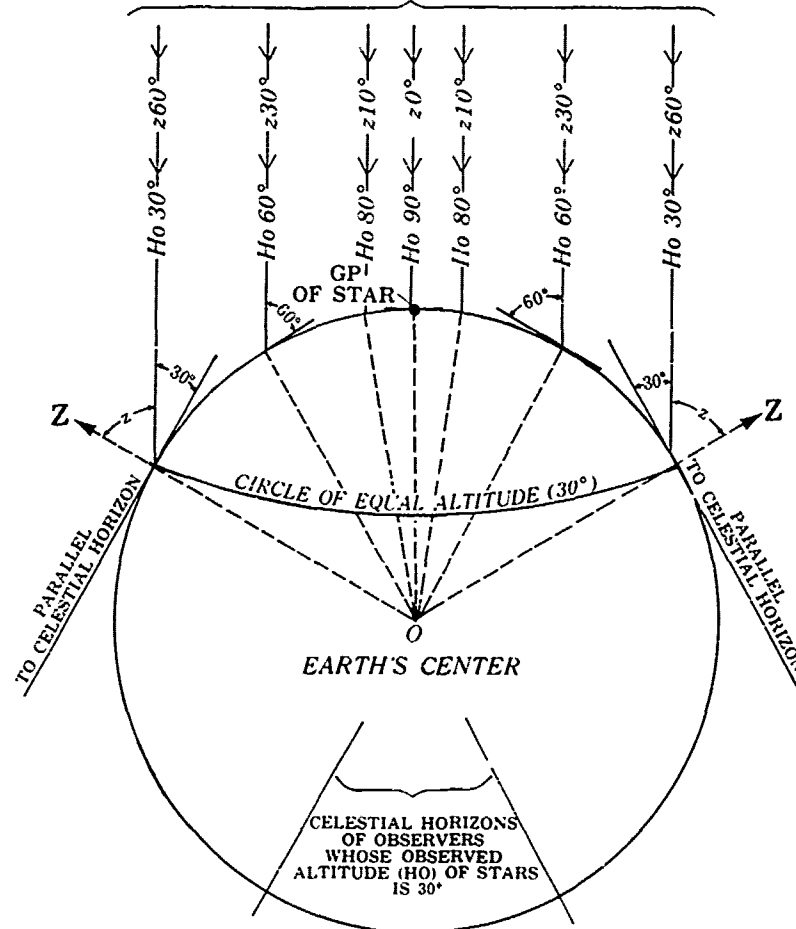 Ho 30° z60°
Ho 60° z30°
Ho 80° z10°
Ho 90° z0°
Ho 80° z10°
Ho 60° z30°
Ho 30° z60°
GP
OF STAR
60°
60°
30°
30°
Z
z
z
Z
CIRCLE OF EQUAL ALTITUDE (30°)
PARALLEL
TO CELESTIAL HORIZON
PARALLEL
TO CELESTIAL HORIZON
O
EARTH'S CENTER
CELESTIAL HORIZONS
OF OBSERVERS
WHOSE OBSERVED
ALTITUDE (HO) OF STARS
IS 30°